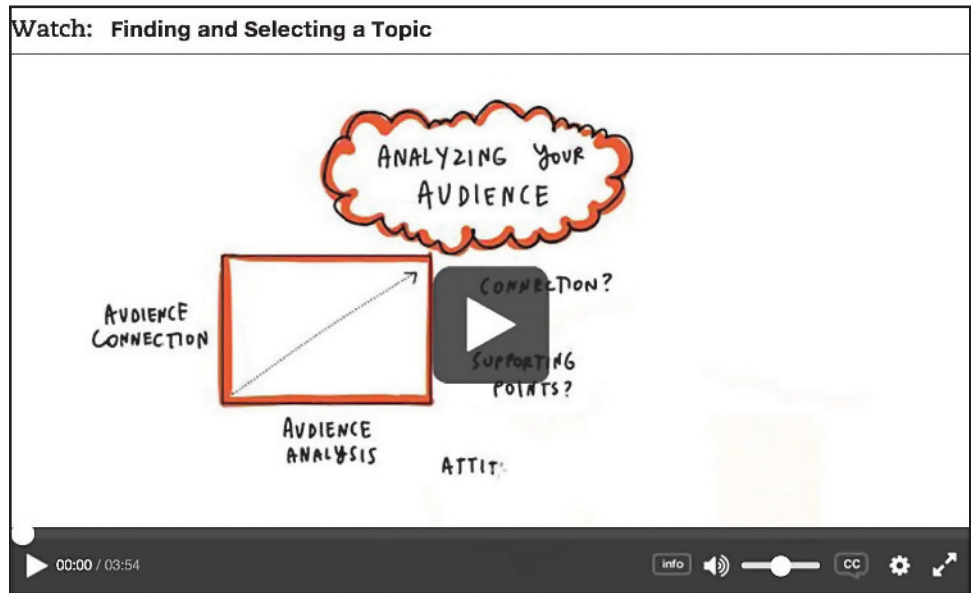 Watch: Finding and Selecting a Topic
ANALYZING YOUR
AUDIENCE
CONNECTION?
AUDIENCE
CONNECTION
SUPPORTING
POINTS?
AUDIENCE
ANALYSIS
ATTIT
00:00 / 03:54
info
CC